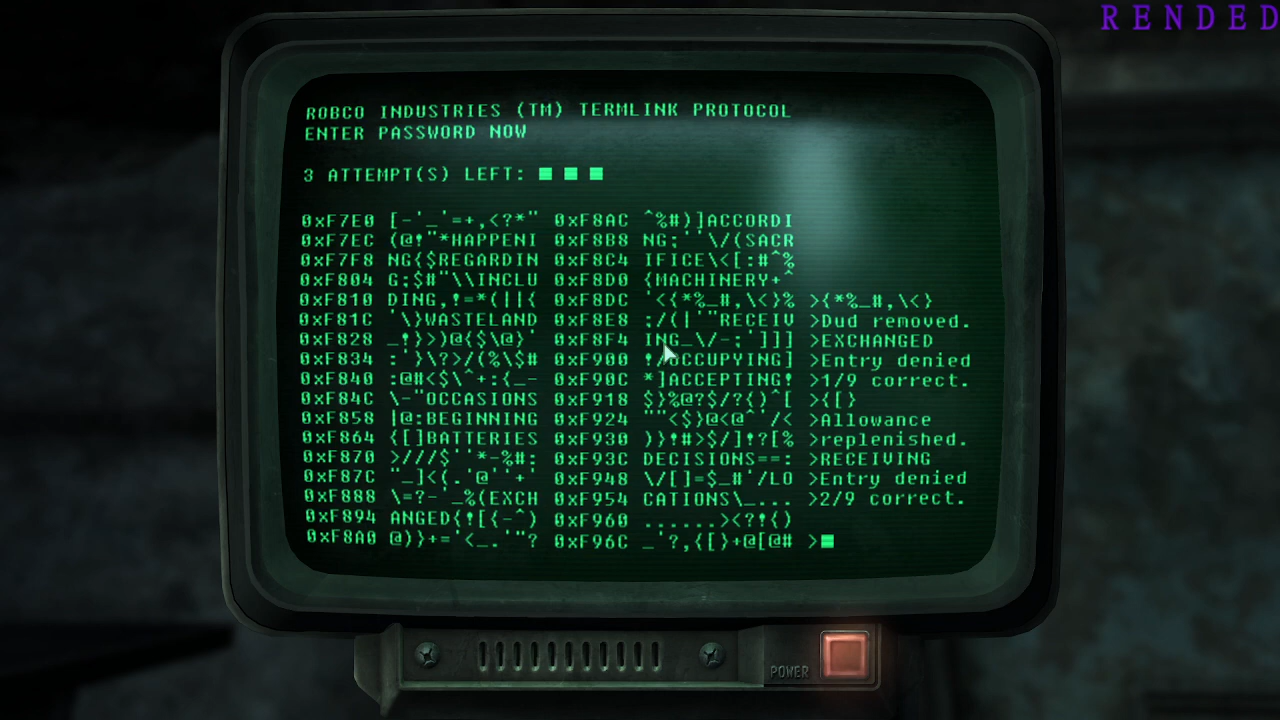 RENDED
ROBCO INDUSTRIES (TM) TERMLINK PROTOCOL
ENTER PASSWORD NOW
3 ATTEMPT(S) LEFT: ■ ■ ■
0xF7E0 [-'_'=+,<?*" 0xF8AC ^%#)]ACCORDI
0xF7EC (@!"*HAPPENI 0xF8B8 NG;''\/(SACR
0xF7F8 NG{$REGARDIN 0xF8C4 IFICE\<[:#^%
0xF804 G;$#"\\INCLU 0xF8D0 {MACHINERY+^
0xF810 DING,!=*(||{ 0xF8DC '<{*%_#,\<}% >{*%_#,\<}
0xF81C '\}WASTELAND 0xF8E8 ;/(|'"RECEIV >Dud removed.
0xF828 _!}>)@{$\@}' 0xF8F4 ING_\/-;']]] >EXCHANGED
0xF834 :'}\?>/(%\$# 0xF900 !/OCCUPYING] >Entry denied
0xF840 :@#<$\^+:{_- 0xF90C *]ACCEPTING! >1/9 correct.
0xF84C \-"OCCASIONS 0xF918 $}%@?$/?{)^[ >{[}
0xF858 |@:BEGINNING 0xF924 ""<$}@<@^'/< >Allowance
0xF864 {[]BATTERIES 0xF930 )}!#>$/]!?[% >replenished.
0xF870 >///$''*-%#: 0xF93C DECISIONS==: >RECEIVING
0xF87C "_]<(.'@''+' 0xF948 \/[]=$_#'/LO >Entry denied
0xF888 \=?-'_%(EXCH 0xF954 CATIONS\_... >2/9 correct.
0xF894 ANGED{![{-^) 0xF960 ......><?!{)
0xF8A0 @)}+='<_.'"? 0xF96C _'?,{[}+@[@# >■
POWER